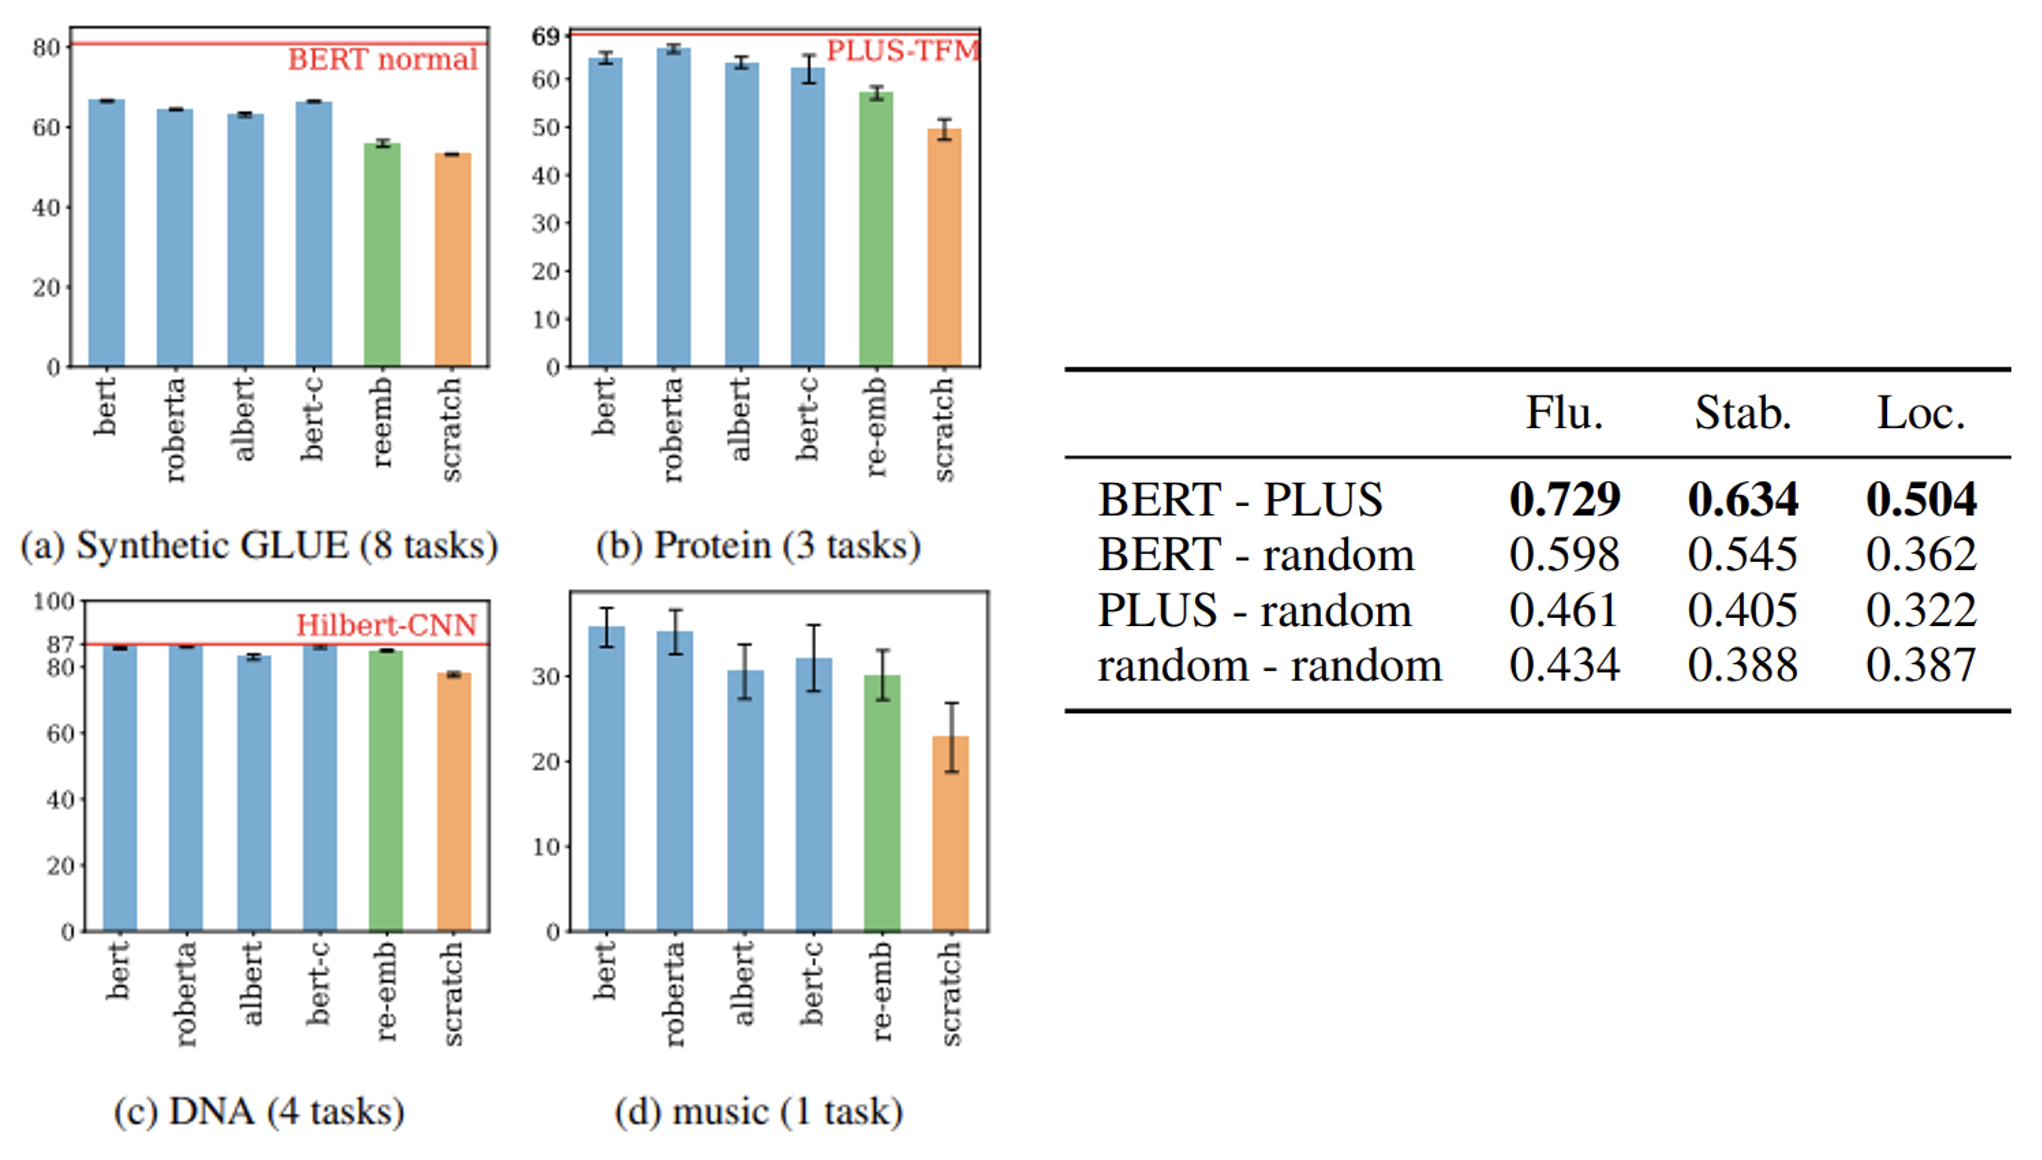 80
60
40
20
0
BERT normal
bert
roberta
albert
bert-c
reemb
scratch
(a) Synthetic GLUE (8 tasks)
69
60
50
40
30
20
10
0
PLUS-TFM
bert
roberta
albert
bert-c
re-emb
scratch
(b) Protein (3 tasks)
100
87
80
60
40
20
0
Hilbert-CNN
bert
roberta
albert
bert-c
re-emb
scratch
(c) DNA (4 tasks)
30
20
10
0
bert
roberta
albert
bert-c
re-emb
scratch
(d) music (1 task)
Flu. Stab. Loc.
BERT - PLUS 0.729 0.634 0.504
BERT - random 0.598 0.545 0.362
PLUS - random 0.461 0.405 0.322
random - random 0.434 0.388 0.387